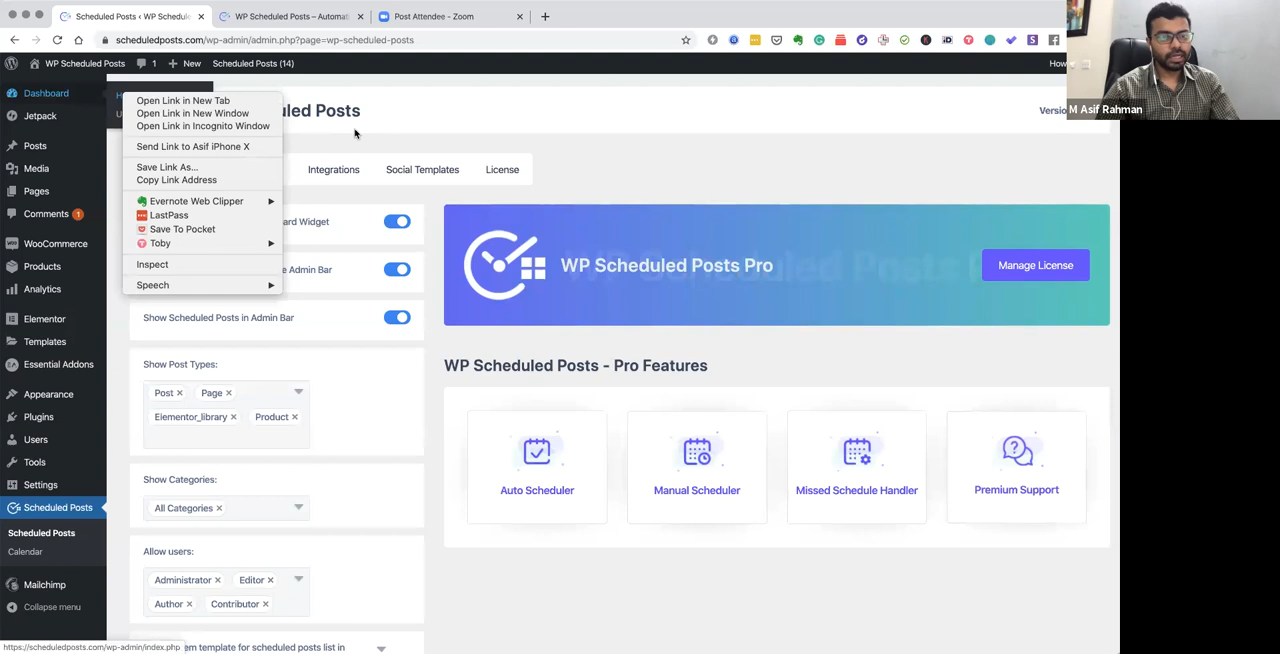 Scheduled Posts ‹ WP Schedule
WP Scheduled Posts – Automati
Post Attendee - Zoom
scheduledposts.com/wp-admin/admin.php?page=wp-scheduled-posts
WP Scheduled Posts
1
New
Scheduled Posts (14)
How
M Asif Rahman
Dashboard
Jetpack
Posts
Media
Pages
Comments 1
WooCommerce
Products
Analytics
Elementor
Templates
Essential Addons
Appearance
Plugins
Users
Tools
Settings
Scheduled Posts
Scheduled Posts
Calendar
Mailchimp
Collapse menu
https://scheduledposts.com/wp-admin/index.php
Open Link in New Tab
Open Link in New Window
Open Link in Incognito Window
Send Link to Asif iPhone X
Save Link As...
Copy Link Address
Evernote Web Clipper
LastPass
Save To Pocket
Toby
Inspect
Speech
uled Posts
Versio
Integrations
Social Templates
License
ard Widget
e Admin Bar
Show Scheduled Posts in Admin Bar
Show Post Types:
Post × Page ×
Elementor_library × Product ×
Show Categories:
All Categories ×
Allow users:
Administrator × Editor ×
Author × Contributor ×
em template for scheduled posts list in
WP Scheduled Posts Pro
Manage License
WP Scheduled Posts - Pro Features
Auto Scheduler
Manual Scheduler
Missed Schedule Handler
Premium Support